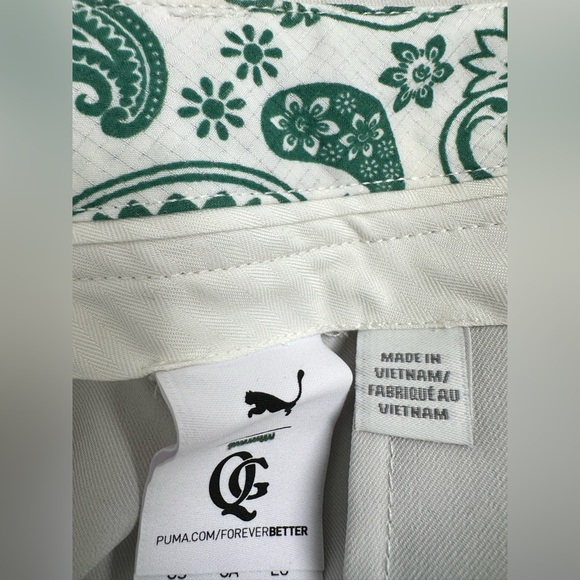 MADE IN
VIETNAM/
FABRIQUÉ AU
VIETNAM
QG
PUMA.COM/FOREVERBETTER